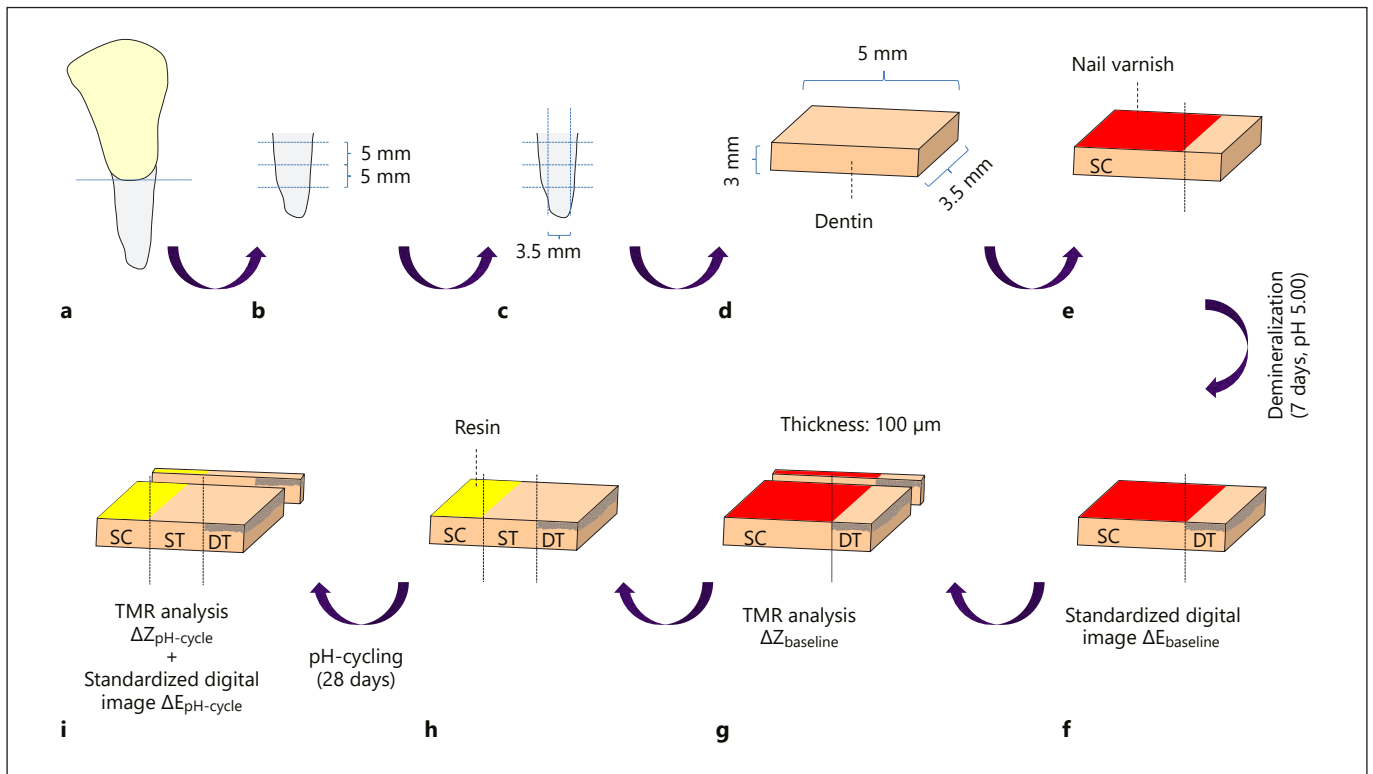 5 mm
5 mm
3.5 mm
5 mm
3 mm
3.5 mm
Dentin
Nail varnish
SC
a
b
c
d
e
Demineralization
(7 days, pH 5.00)
Resin
Thickness: 100 µm
SC ST DT
SC ST DT
SC DT
SC DT
TMR analysis
ΔZpH-cycle
+
Standardized digital
image ΔEpH-cycle
pH-cycling
(28 days)
TMR analysis
ΔZbaseline
Standardized digital
image ΔEbaseline
i
h
g
f